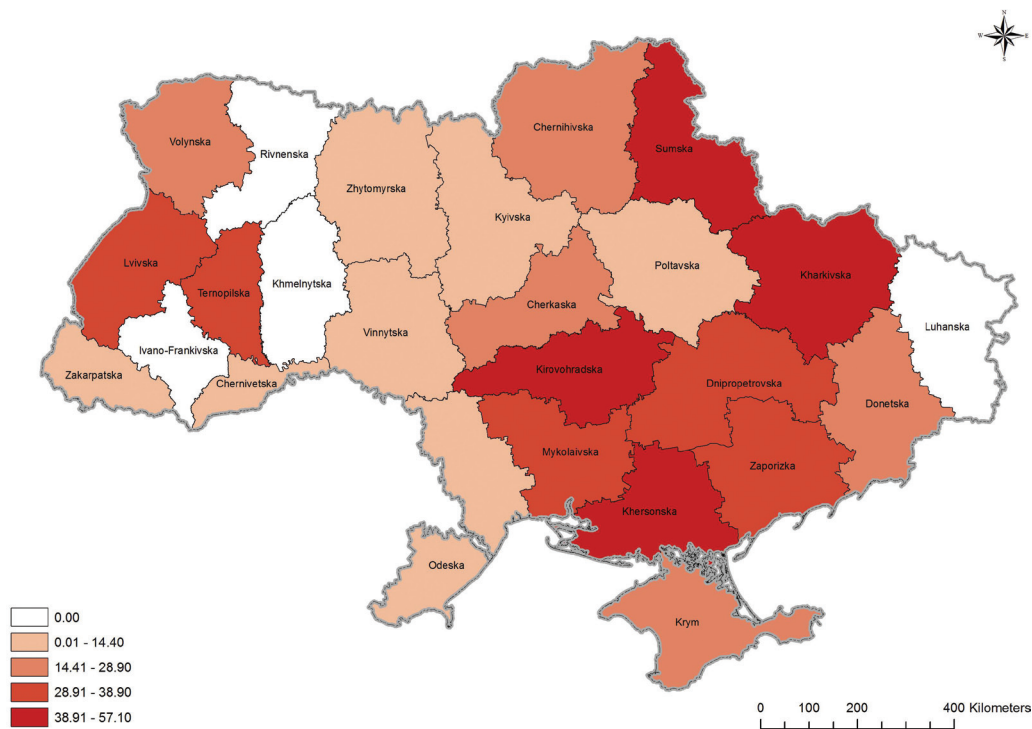 N
W E
S
Chernihivska
Volynska
Sumska
Rivnenska
Zhytomyrska
Kyivska
Lvivska
Poltavska
Kharkivska
Khmelnytska
Ternopilska
Cherkaska
Luhanska
Vinnytska
Ivano-Frankivska
Kirovohradska
Zakarpatska
Chernivetska
Dnipropetrovska
Donetska
Mykolaivska
Zaporizka
Khersonska
Odeska
Krym
0.00
0.01 - 14.40
14.41 - 28.90
28.91 - 38.90
38.91 - 57.10
0 100 200 400 Kilometers